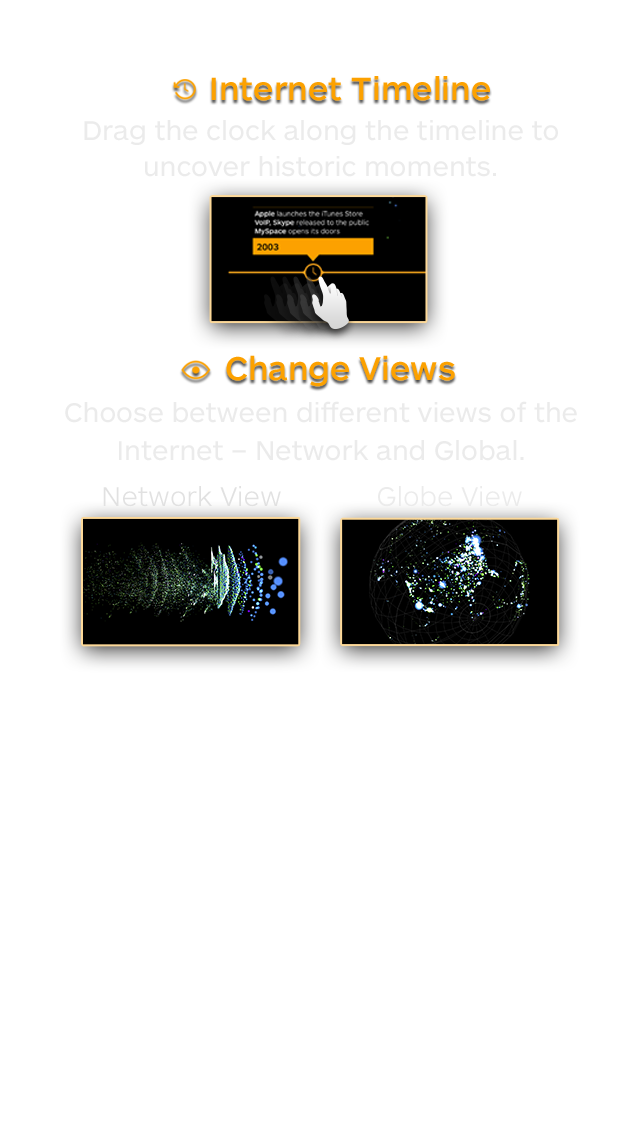 Internet Timeline
Drag the clock along the timeline to
uncover historic moments.
Apple launches the iTunes Store
VoIP, Skype released to the public
MySpace opens its doors
2003
Change Views
Choose between different views of the
Internet – Network and Global.
Network View
Globe View